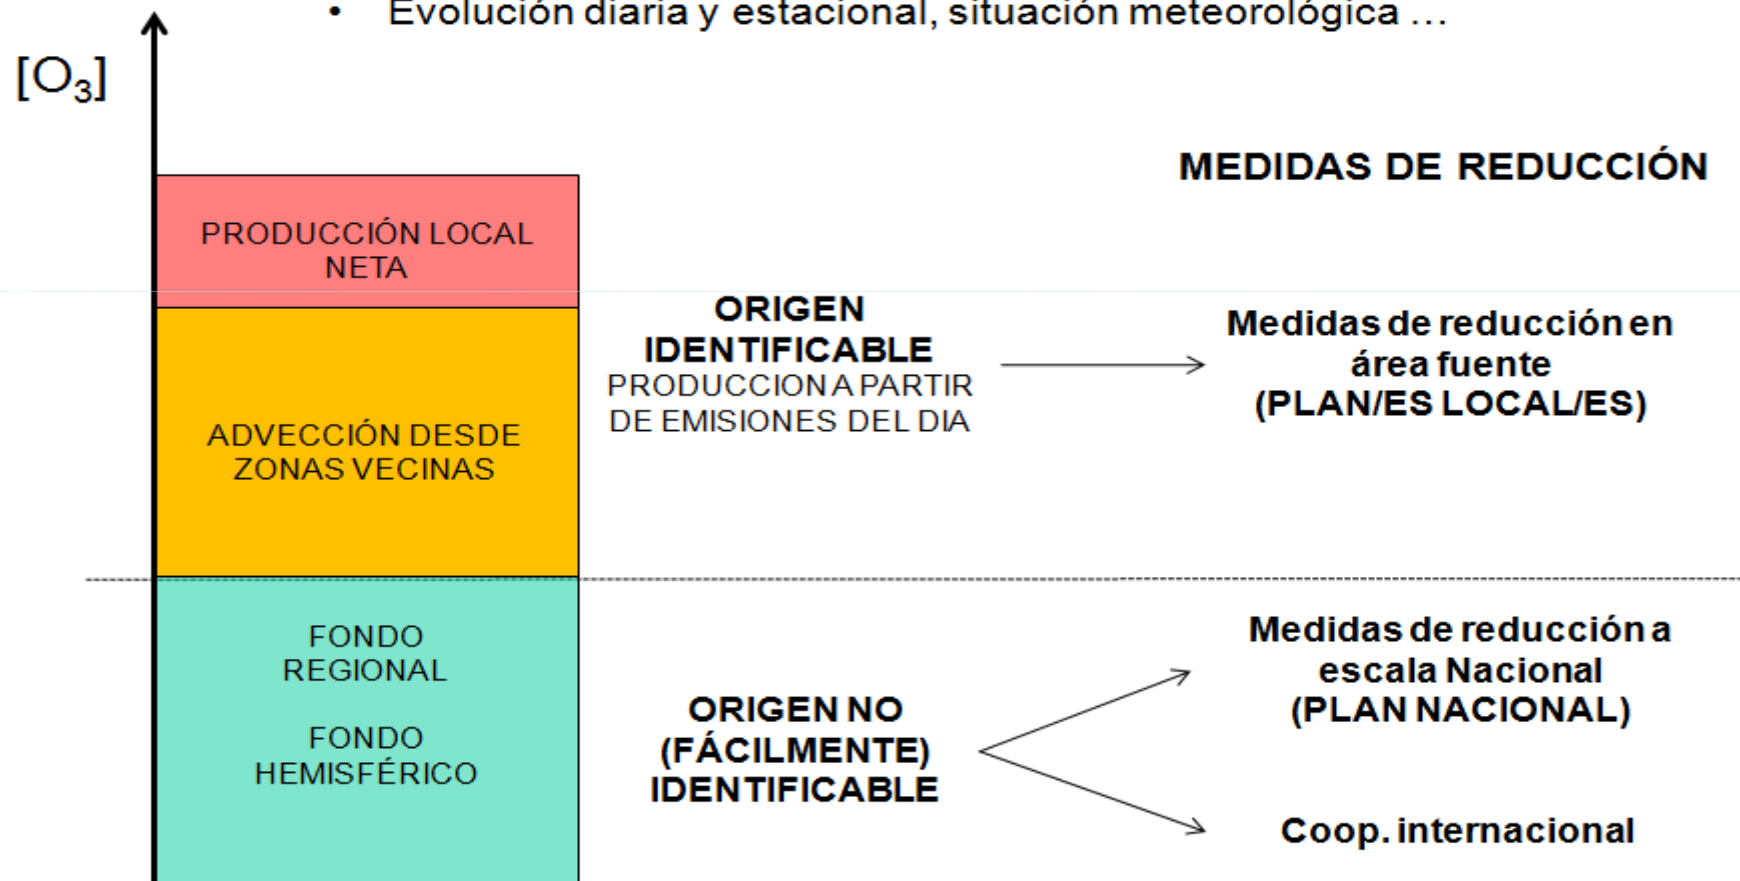 • Evolución diaria y estacional, situación meteorológica ...
[O₃]
MEDIDAS DE REDUCCIÓN
PRODUCCIÓN LOCAL
NETA
ORIGEN
IDENTIFICABLE
PRODUCCION A PARTIR
DE EMISIONES DEL DIA
Medidas de reducción en
área fuente
(PLAN/ES LOCAL/ES)
ADVECCIÓN DESDE
ZONAS VECINAS
FONDO
REGIONAL
FONDO
HEMISFÉRICO
ORIGEN NO
(FÁCILMENTE)
IDENTIFICABLE
Medidas de reducción a
escala Nacional
(PLAN NACIONAL)
Coop. internacional